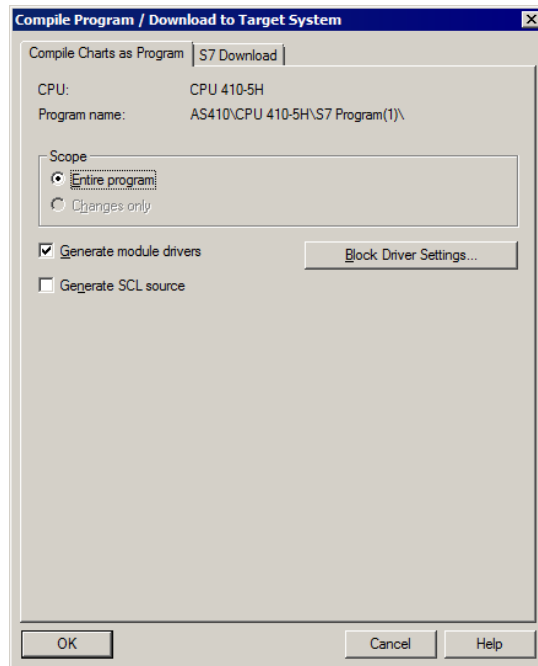 Compile Program / Download to Target System
Compile Charts as Program
S7 Download
CPU: CPU 410-5H
Program name: AS410\CPU 410-5H\S7 Program(1)\
Scope
Entire program
Changes only
Generate module drivers
Block Driver Settings...
Generate SCL source
OK
Cancel
Help